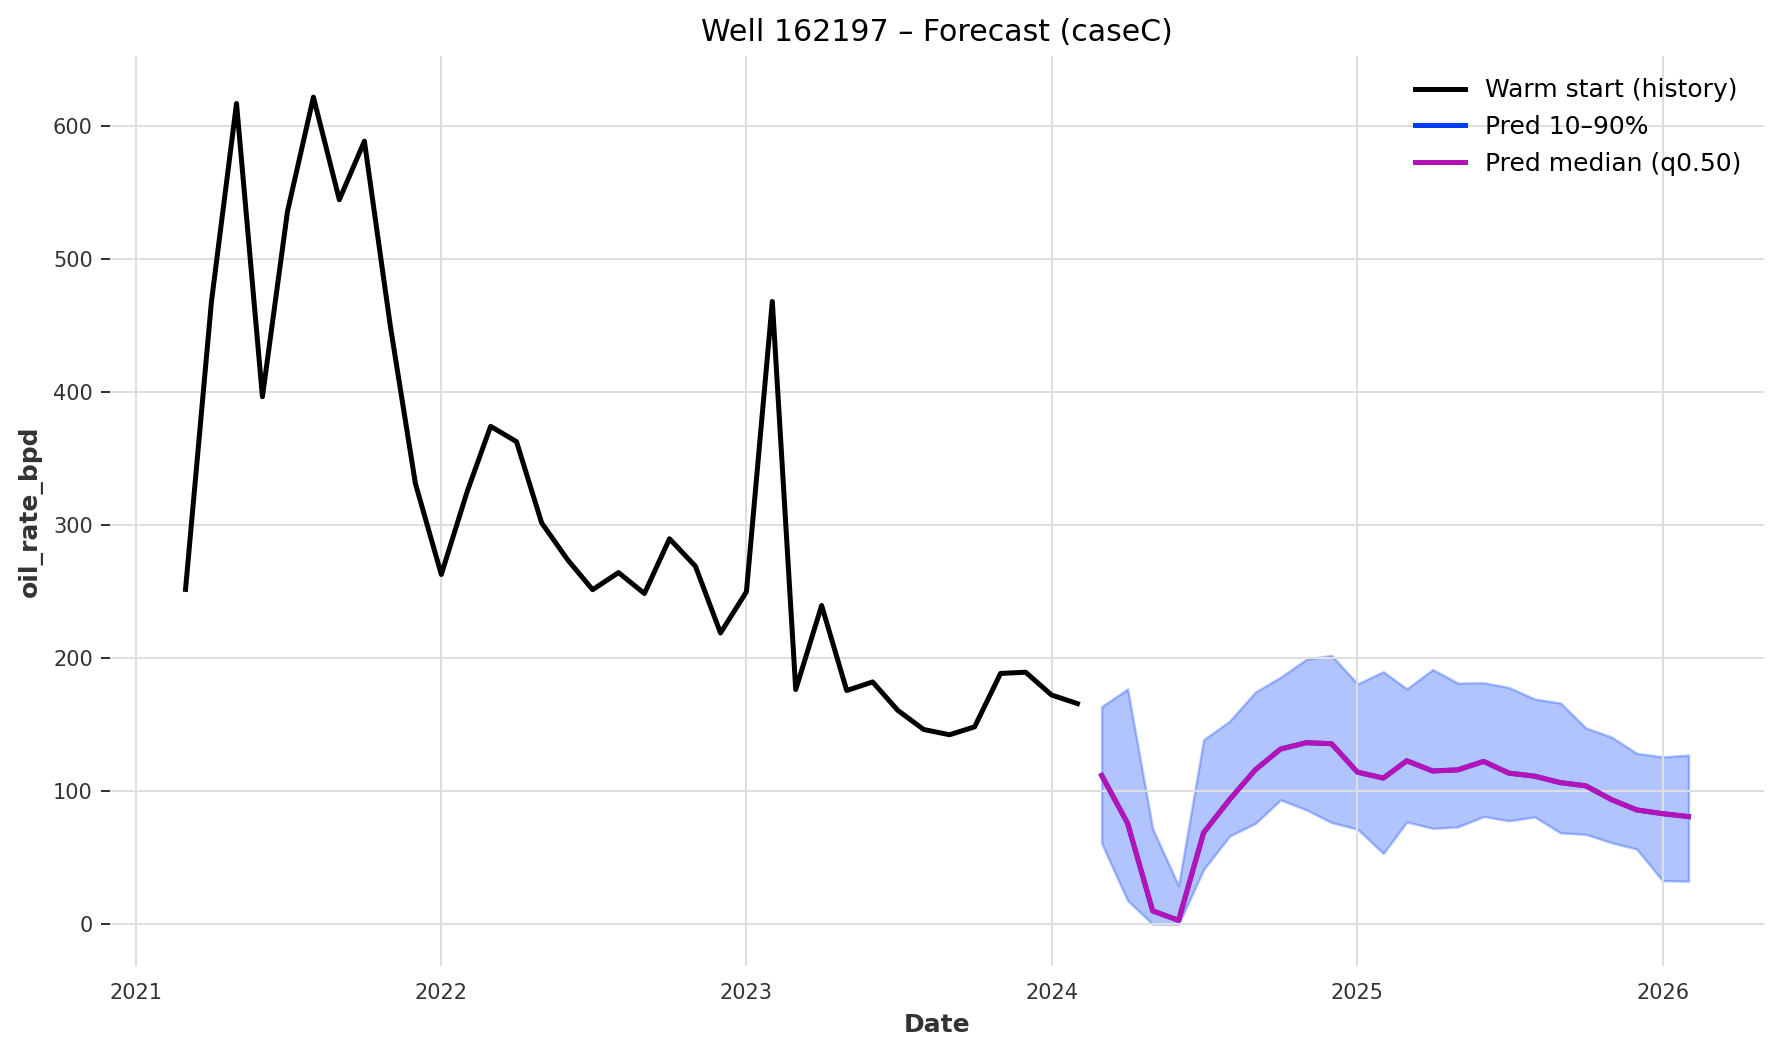 Well 162197 – Forecast (caseC)
Warm start (history)
Pred 10–90%
Pred median (q0.50)
600
500
400
300
200
100
0
oil_rate_bpd
2021 2022 2023 2024 2025 2026
Date